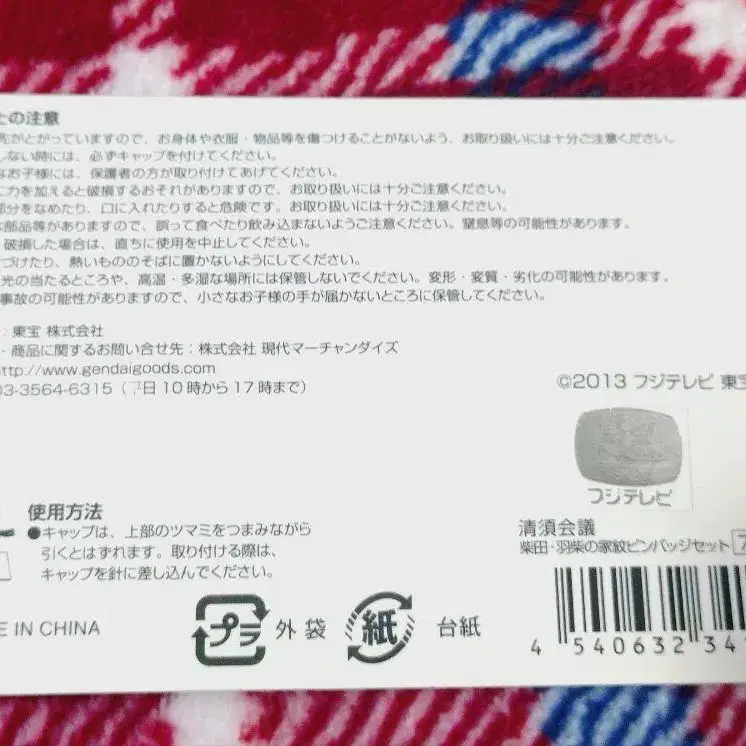 上の注意
先がとがっていますので、お身体や衣服・物品等を傷つけることがないよう、お取り扱いには十分ご注意ください。
しない時には、必ずキャップを付けてください。
なお子様には、保護者の方が取り付けてあげてください。
に力を加えると破損するおそれがありますので、お取り扱いには十分ご注意ください。
部分をなめたり、口に入れたりすると危険です。ご注意ください。
な部品等がありますので、誤って食べたり飲み込まないようご注意ください。窒息等の可能性があります。
破損した場合は、直ちに使用を中止してください。
づけたり、熱いもののそばに置かないようにしてください。
光の当たるところや、高温・多湿な場所には保管しないでください。変形・変質・劣化の可能性があります。
事故の可能性がありますので、小さなお子様の手が届かないところに保管してください。
:東宝 株式会社
・商品に関するお問い合せ先:株式会社 現代マーチャンダイズ
http://www.gendaigoods.com
03-3564-6315(平日10時から17時まで)
©2013 フジテレビ 東宝
フジテレビ
使用方法
●キャップは、上部のツマミをつまみながら
引くとはずれます。取り付ける際は、
キャップを針に差し込んでください。
清須会議
柴田・羽柴の家紋ピンバッジセット
E IN CHINA
プラ 外袋 紙 台紙
4 540632 34